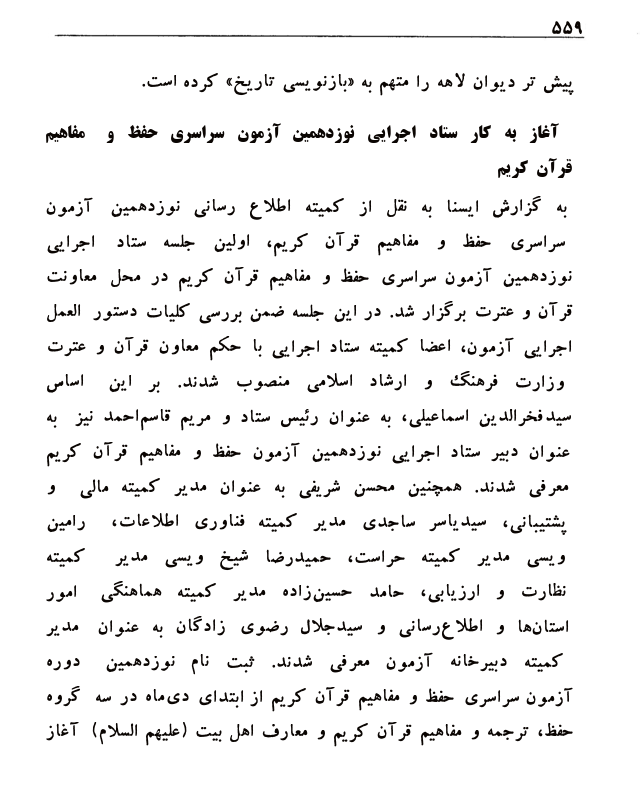 ۵۵۹
پیش تر دیوان لاهه را متهم به «بازنویسی تاریخ» کرده است.
آغاز به کار ستاد اجرایی نوزدهمین آزمون سراسری حفظ و مفاهیم
قرآن کریم
به گزارش ایسنا به نقل از کمیته اطلاع رسانی نوزدهمین آزمون
سراسری حفظ و مفاهیم قرآن کریم، اولین جلسه ستاد اجرایی
نوزدهمین آزمون سراسری حفظ و مفاهیم قرآن کریم در محل معاونت
قرآن و عترت برگزار شد. در این جلسه ضمن بررسی کلیات دستور العمل
اجرایی آزمون، اعضا کمیته ستاد اجرایی با حکم معاون قرآن و عترت
وزارت فرهنگ و ارشاد اسلامی منصوب شدند. بر این اساس
سیدفخرالدین اسماعیلی، به عنوان رئیس ستاد و مریم قاسم‌احمد نیز به
عنوان دبیر ستاد اجرایی نوزدهمین آزمون حفظ و مفاهیم قرآن کریم
معرفی شدند. همچنین محسن شریفی به عنوان مدیر کمیته مالی و
پشتیبانی، سیدیاسر ساجدی مدیر کمیته فناوری اطلاعات، رامین
ویسی مدیر کمیته حراست، حمیدرضا شیخ ویسی مدیر کمیته
نظارت و ارزیابی، حامد حسین‌زاده مدیر کمیته هماهنگی امور
استان‌ها و اطلاع‌رسانی و سیدجلال رضوی زادگان به عنوان مدیر
کمیته دبیرخانه آزمون معرفی شدند. ثبت نام نوزدهمین دوره
آزمون سراسری حفظ و مفاهیم قرآن کریم از ابتدای دی‌ماه در سه گروه
حفظ، ترجمه و مفاهیم قرآن کریم و معارف اهل بیت (علیهم السلام) آغاز